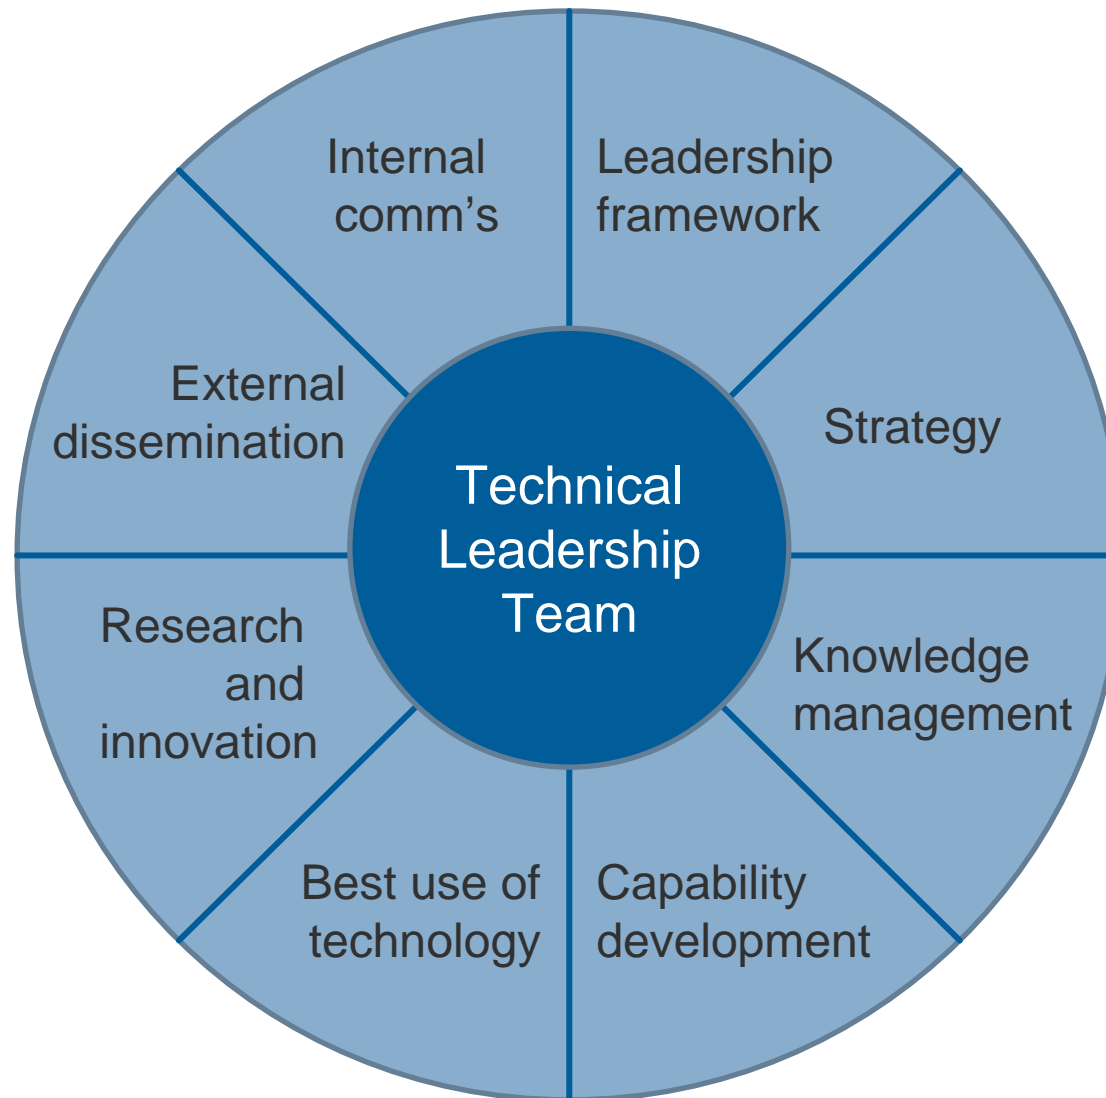 Internal
comm’s
Leadership
framework
External
dissemination
Strategy
Technical
Leadership
Team
Research
and
innovation
Knowledge
management
Best use of
technology
Capability
development